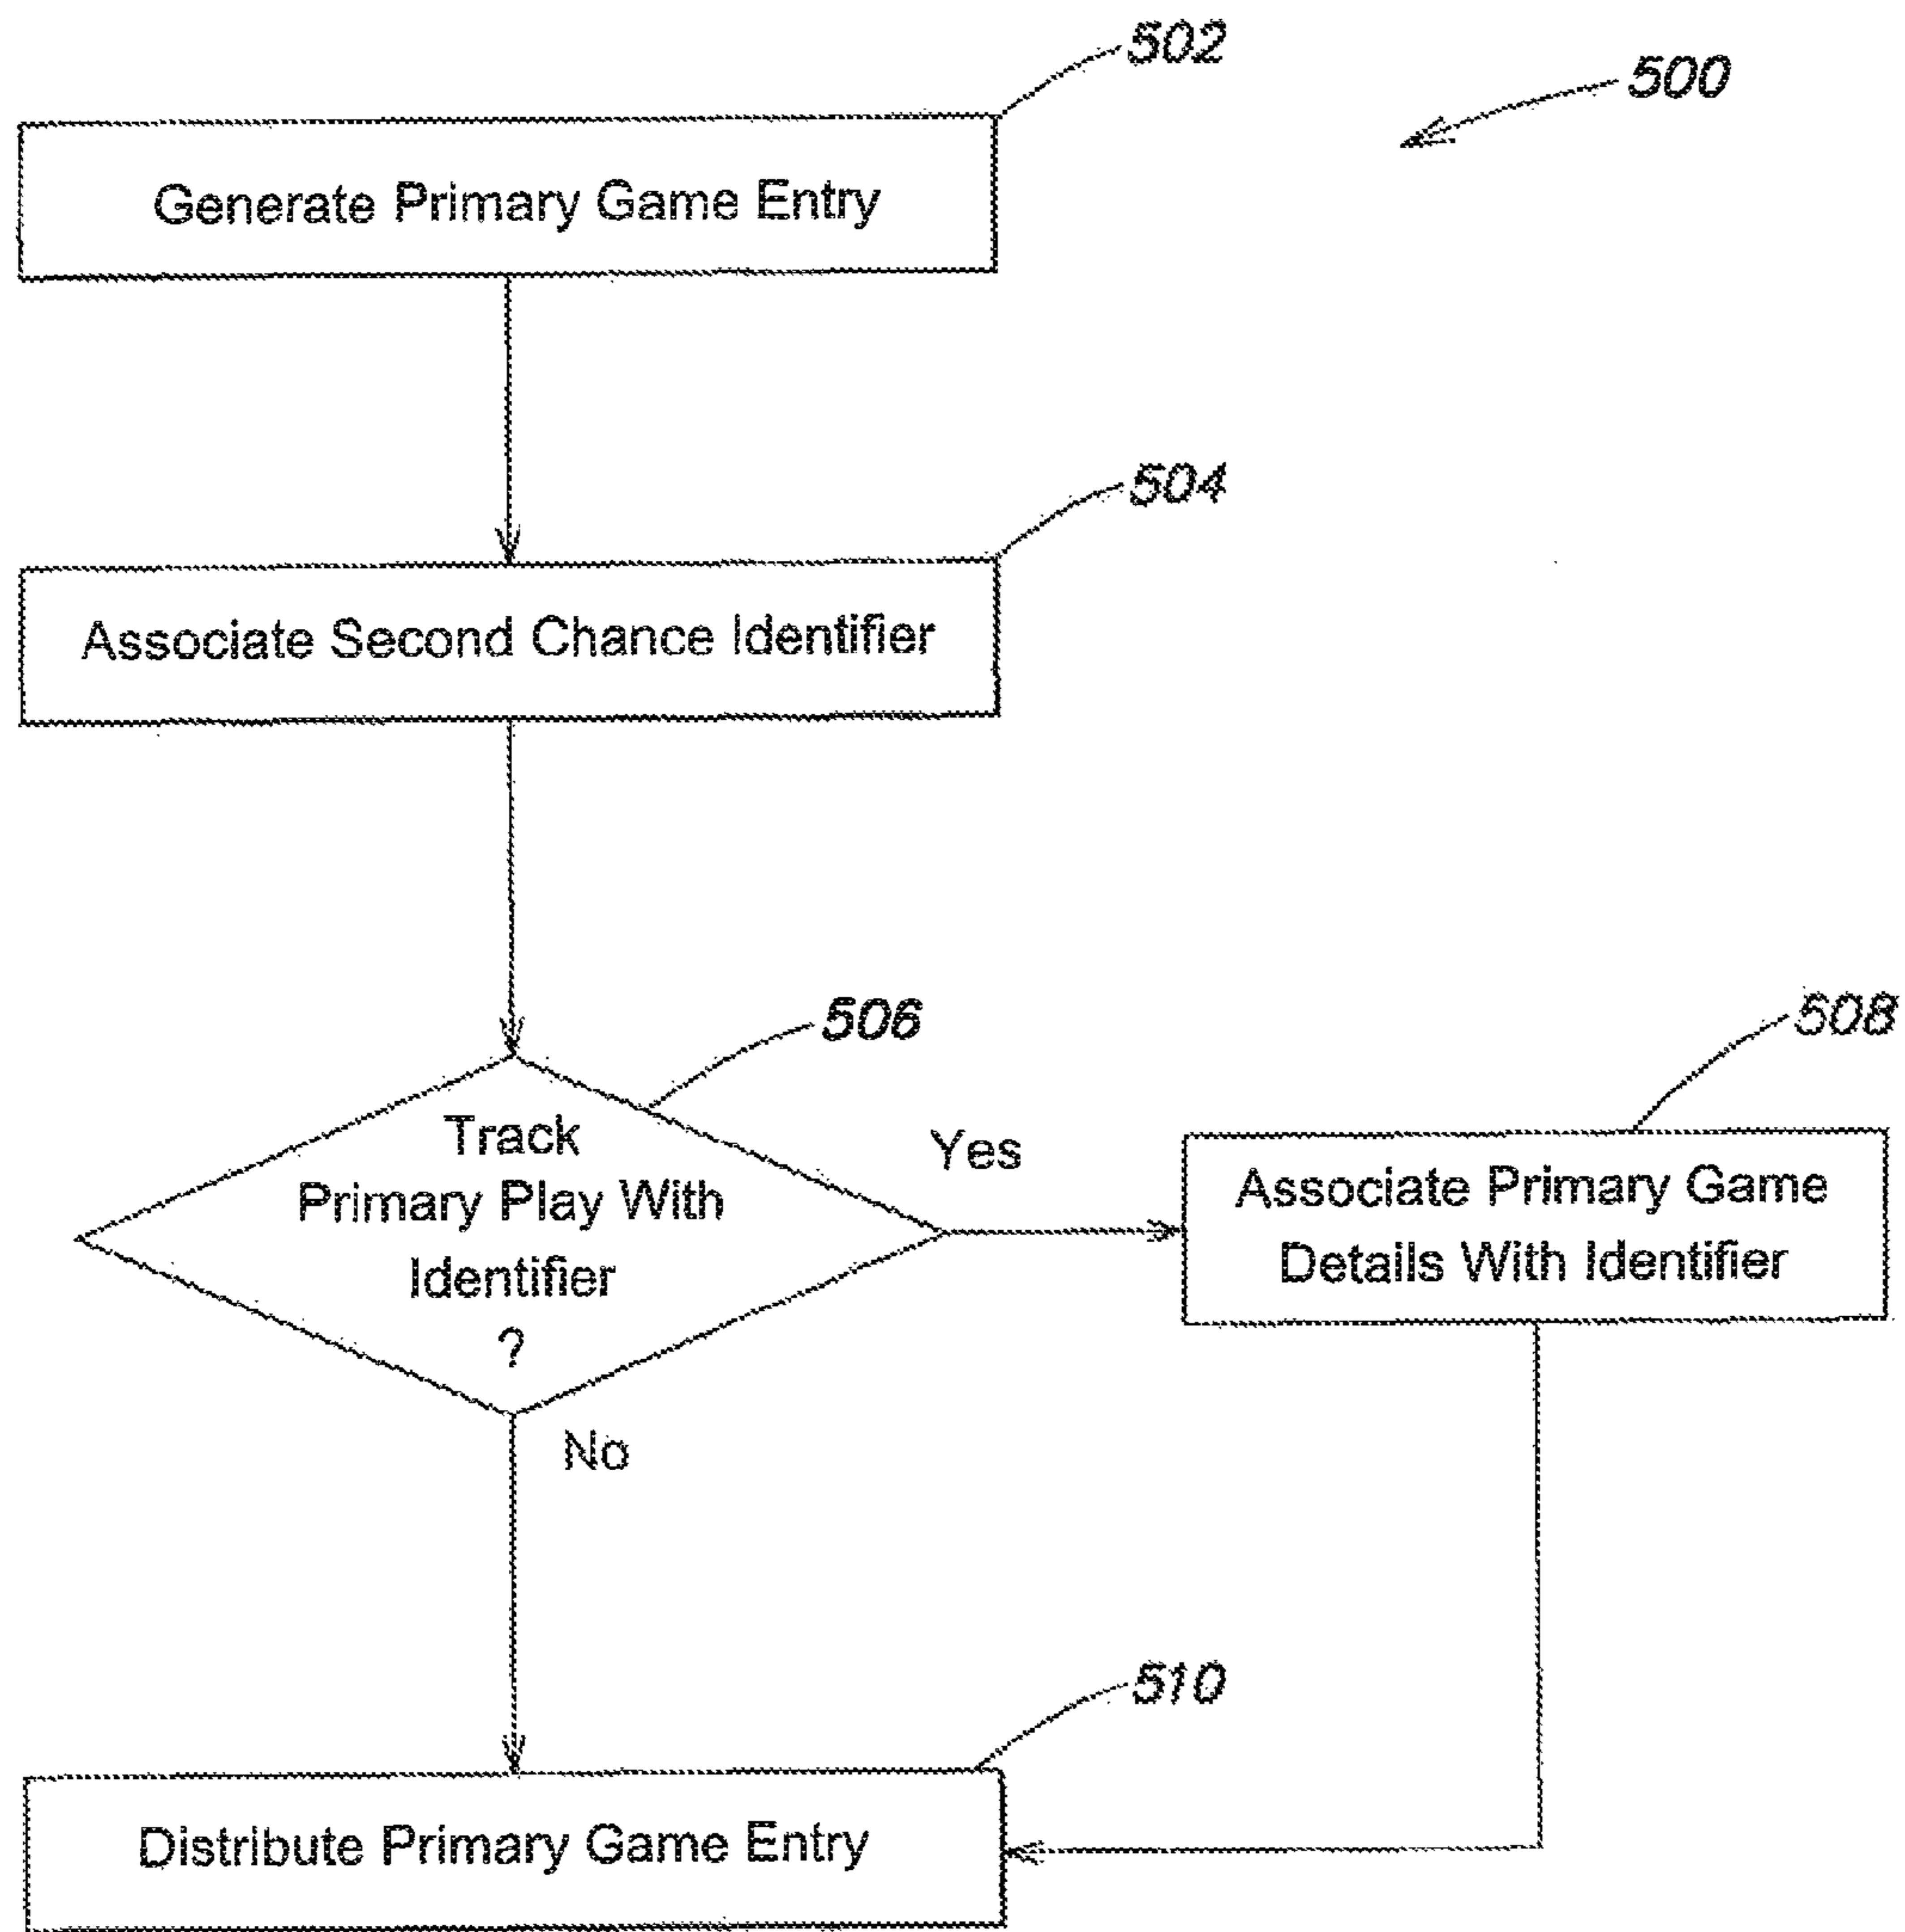 502
500
Generate Primary Game Entry
504
Associate Second Chance Identifier
506
508
Track
Primary Play With
Identifier
?
Yes
Associate Primary Game
Details With Identifier
No
510
Distribute Primary Game Entry